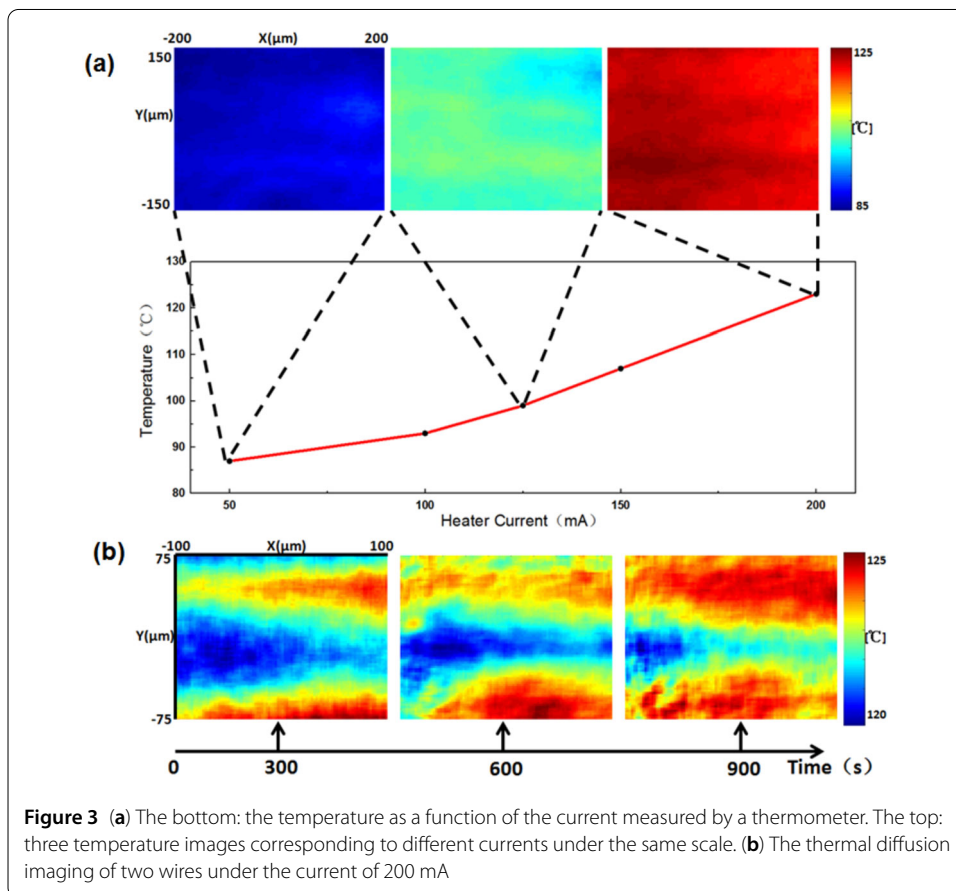 -200 X(μm) 200
(a)
150
Y(μm)
-150
125
[℃]
85
130
120
110
100
90
80
Temperature（℃）
50 100 150 200
Heater Current（mA）
(b)
-100 X(μm) 100
75
Y(μm)
-75
125
[℃]
120
0 300 600 900 Time（s）
Figure 3 (a) The bottom: the temperature as a function of the current measured by a thermometer. The top:
three temperature images corresponding to different currents under the same scale. (b) The thermal diffusion
imaging of two wires under the current of 200 mA